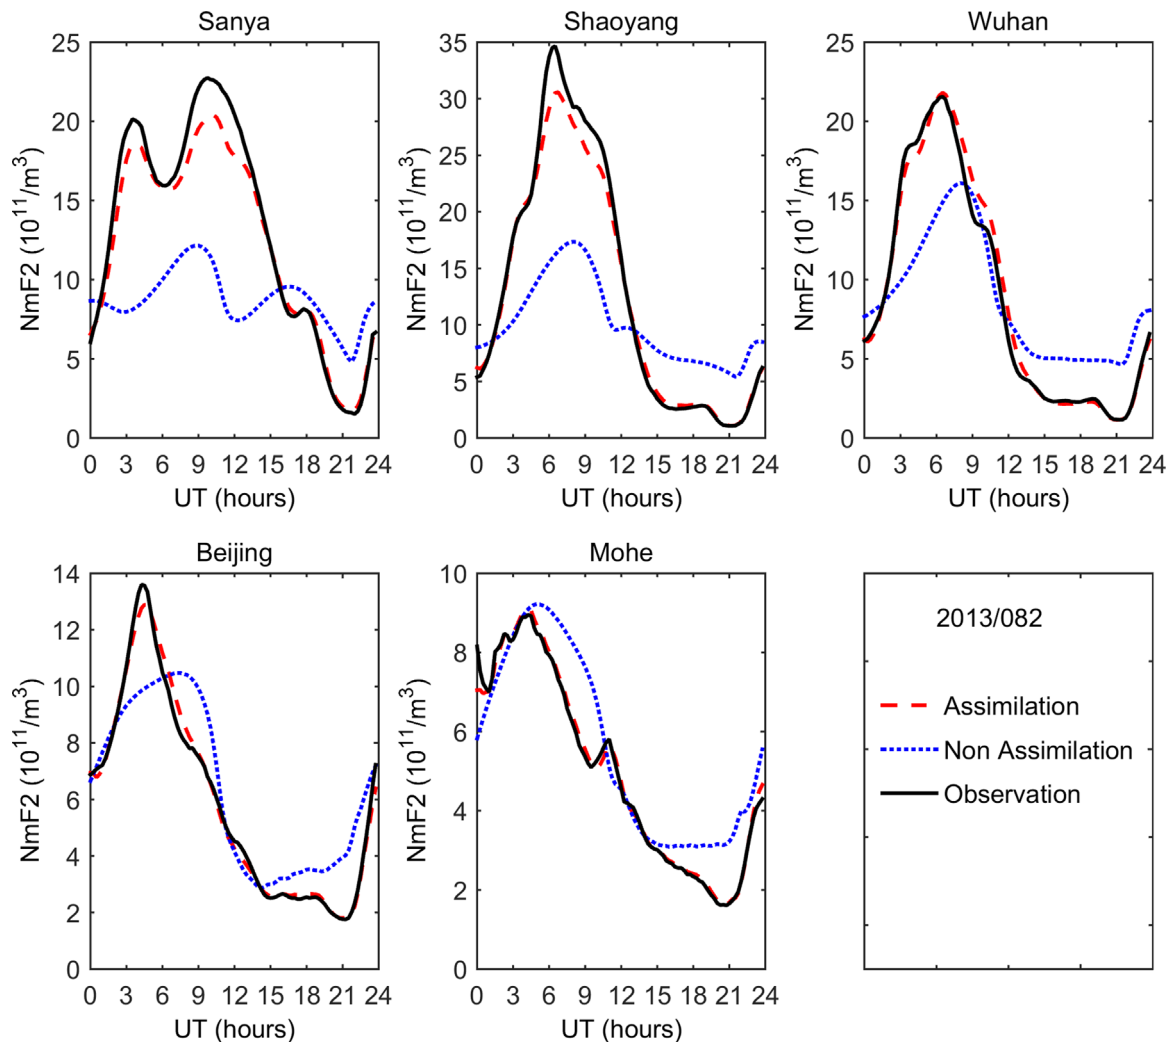 Sanya
NmF2 (10^11/m^3)
25
20
15
10
5
0
0 3 6 9 12 15 18 21 24
UT (hours)
Shaoyang
NmF2 (10^11/m^3)
35
30
25
20
15
10
5
0
0 3 6 9 12 15 18 21 24
UT (hours)
Wuhan
NmF2 (10^11/m^3)
25
20
15
10
5
0
0 3 6 9 12 15 18 21 24
UT (hours)
Beijing
NmF2 (10^11/m^3)
14
12
10
8
6
4
2
0
0 3 6 9 12 15 18 21 24
UT (hours)
Mohe
NmF2 (10^11/m^3)
10
8
6
4
2
0
0 3 6 9 12 15 18 21 24
UT (hours)
2013/082
Assimilation
Non Assimilation
Observation